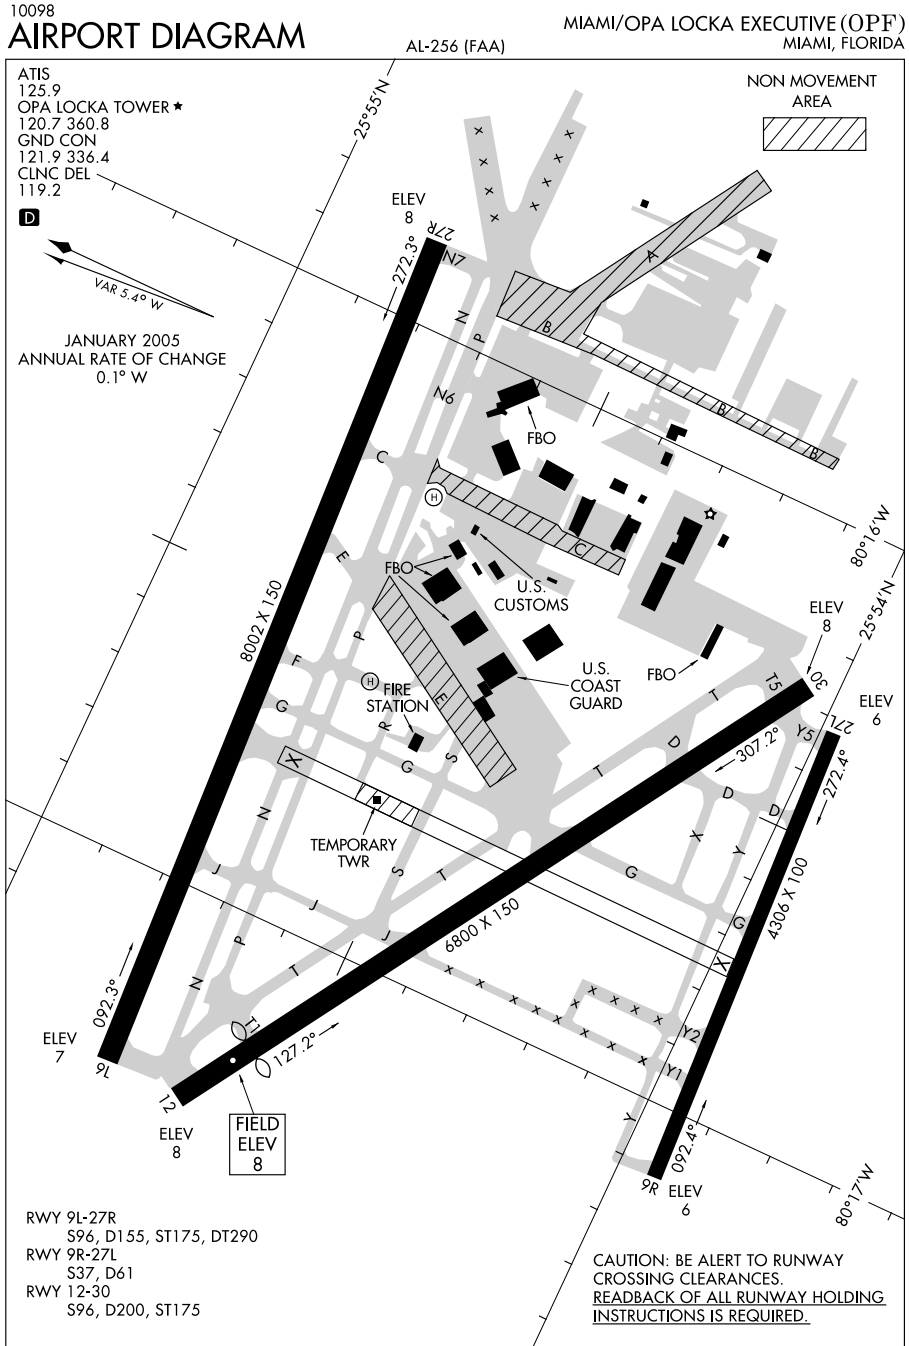 10098
AIRPORT DIAGRAM
AL-256 (FAA)
MIAMI/OPA LOCKA EXECUTIVE (OPF)
MIAMI, FLORIDA
ATIS
125.9
OPA LOCKA TOWER ★
120.7 360.8
GND CON
121.9 336.4
CLNC DEL
119.2
D
VAR 5.4° W
JANUARY 2005
ANNUAL RATE OF CHANGE
0.1° W
25°55'N
NON MOVEMENT
AREA
ELEV
8
27R
272.3°
N7
N
P
A
B
B
B
N6
FBO
C
H
C
E
FBO
U.S.
CUSTOMS
80°16'W
25°54'N
8002 X 150
P
F
H
FIRE
STATION
E
U.S.
COAST
GUARD
FBO
ELEV
8
30
T5
T
ELEV
6
27L
Y5
G
R
G
S
D
307.2°
272.4°
X
T
D
D
N
TEMPORARY
TWR
X
Y
J
S
T
G
4306 X 100
J
J
6800 X 150
G
P
T
X
N
092.3°
ELEV
7
9L
T1
127.2°
Y2
Y1
12
ELEV
8
FIELD
ELEV
8
Y
092.4°
9R
ELEV
6
80°17'W
RWY 9L-27R
S96, D155, ST175, DT290
RWY 9R-27L
S37, D61
RWY 12-30
S96, D200, ST175
CAUTION: BE ALERT TO RUNWAY
CROSSING CLEARANCES.
READBACK OF ALL RUNWAY HOLDING
INSTRUCTIONS IS REQUIRED.